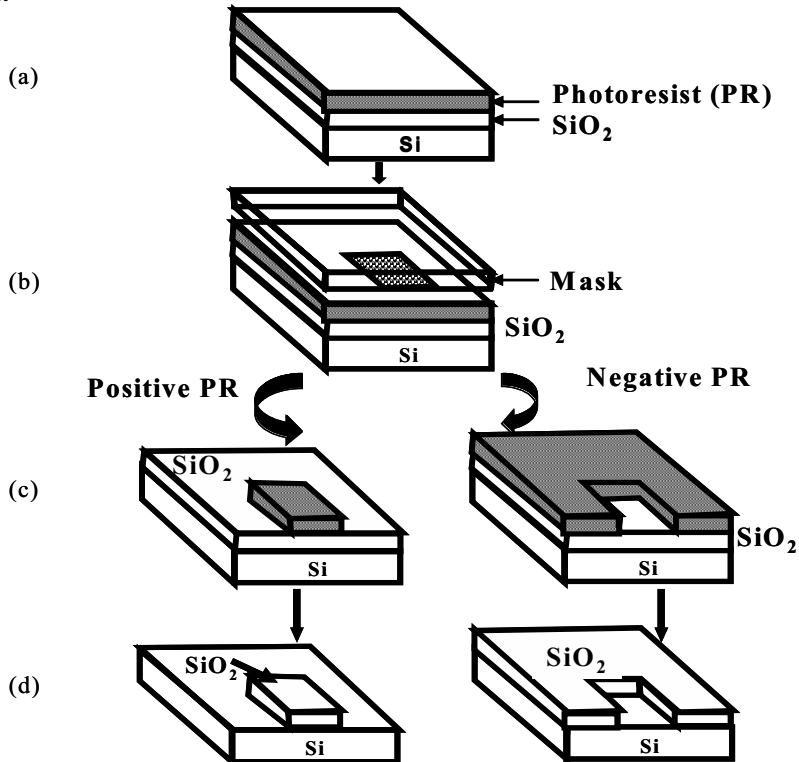 (a)
Photoresist (PR)
SiO2
Si
(b)
Mask
SiO2
Si
Positive PR
Negative PR
(c)
SiO2
Si
SiO2
Si
(d)
SiO2
Si
SiO2
Si